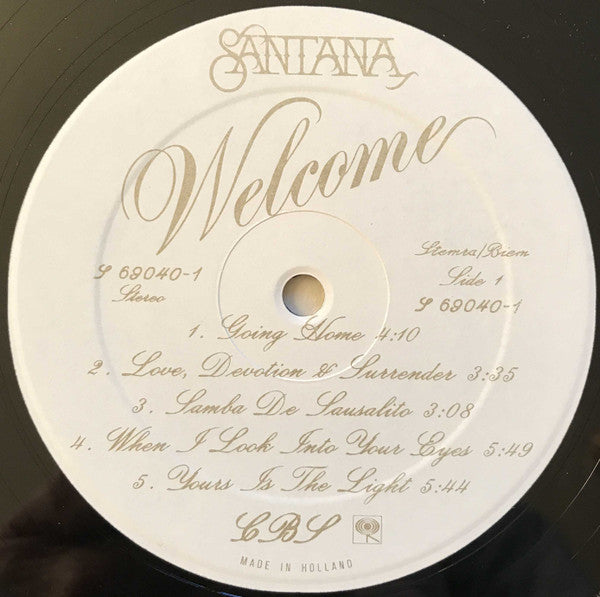 SANTANA
Welcome
S 69040-1
Stereo
Stemra/Biem
Side 1
S 69040-1
1. Going Home 4:10
2. Love, Devotion & Surrender 3:35
3. Samba De Sausalito 3:08
4. When I Look Into Your Eyes 5:49
5. Yours Is The Light 5:44
CBS
MADE IN HOLLAND